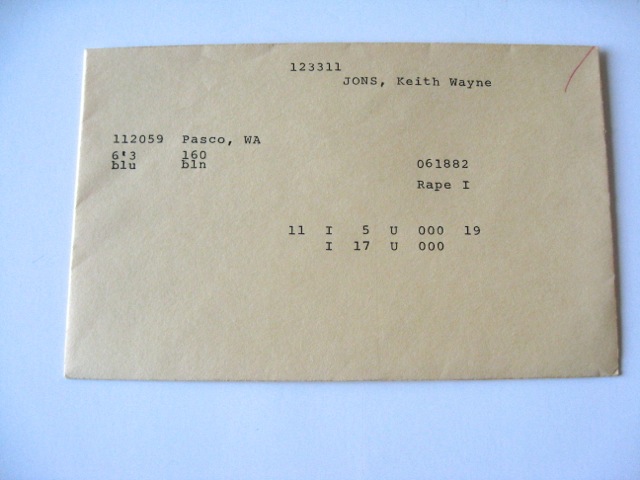 123311
JONS, Keith Wayne
112059 Pasco, WA
6'3 160
blu bln 061882
Rape I
11 I 5 U 000 19
I 17 U 000